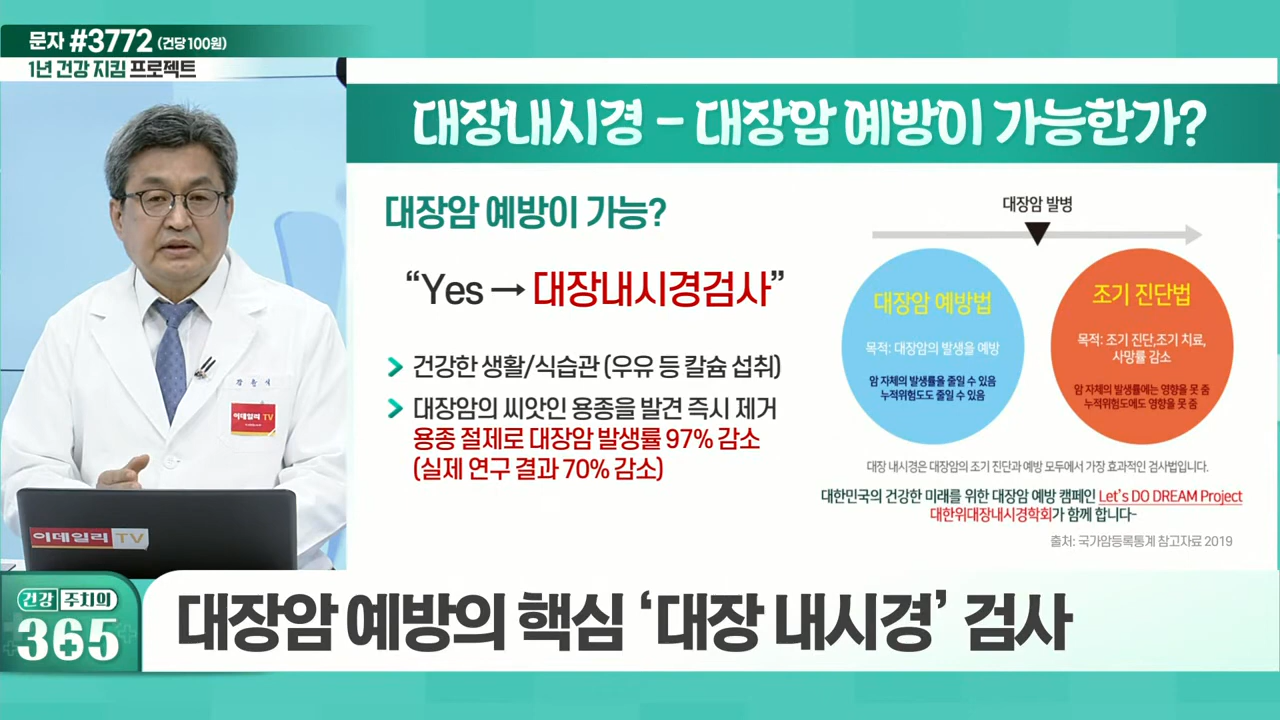 문자 #3772 (건당 100원)
1년 건강 지킴 프로젝트
대장내시경 - 대장암 예방이 가능한가?
대장암 예방이 가능?
“Yes → 대장내시경검사”
건강한 생활/식습관 (우유 등 칼슘 섭취)
대장암의 씨앗인 용종을 발견 즉시 제거
용종 절제로 대장암 발생률 97% 감소
(실제 연구 결과 70% 감소)
대장암 발병
대장암 예방법
목적: 대장암의 발생을 예방
암 자체의 발생률을 줄일 수 있음
누적위험도도 줄일 수 있음
조기 진단법
목적: 조기 진단,조기 치료,
사망률 감소
암 자체의 발생률에는 영향을 못 줌
누적위험도에도 영향을 못 줌
대장 내시경은 대장암의 조기 진단과 예방 모두에서 가장 효과적인 검사법입니다.
대한민국의 건강한 미래를 위한 대장암 예방 캠페인 Let's DO DREAM Project
대한위대장내시경학회가 함께 합니다~
출처: 국가암등록통계 참고자료 2019
이데일리 TV
이데일리 TV
건강 주치의
365
대장암 예방의 핵심 ‘대장 내시경’ 검사